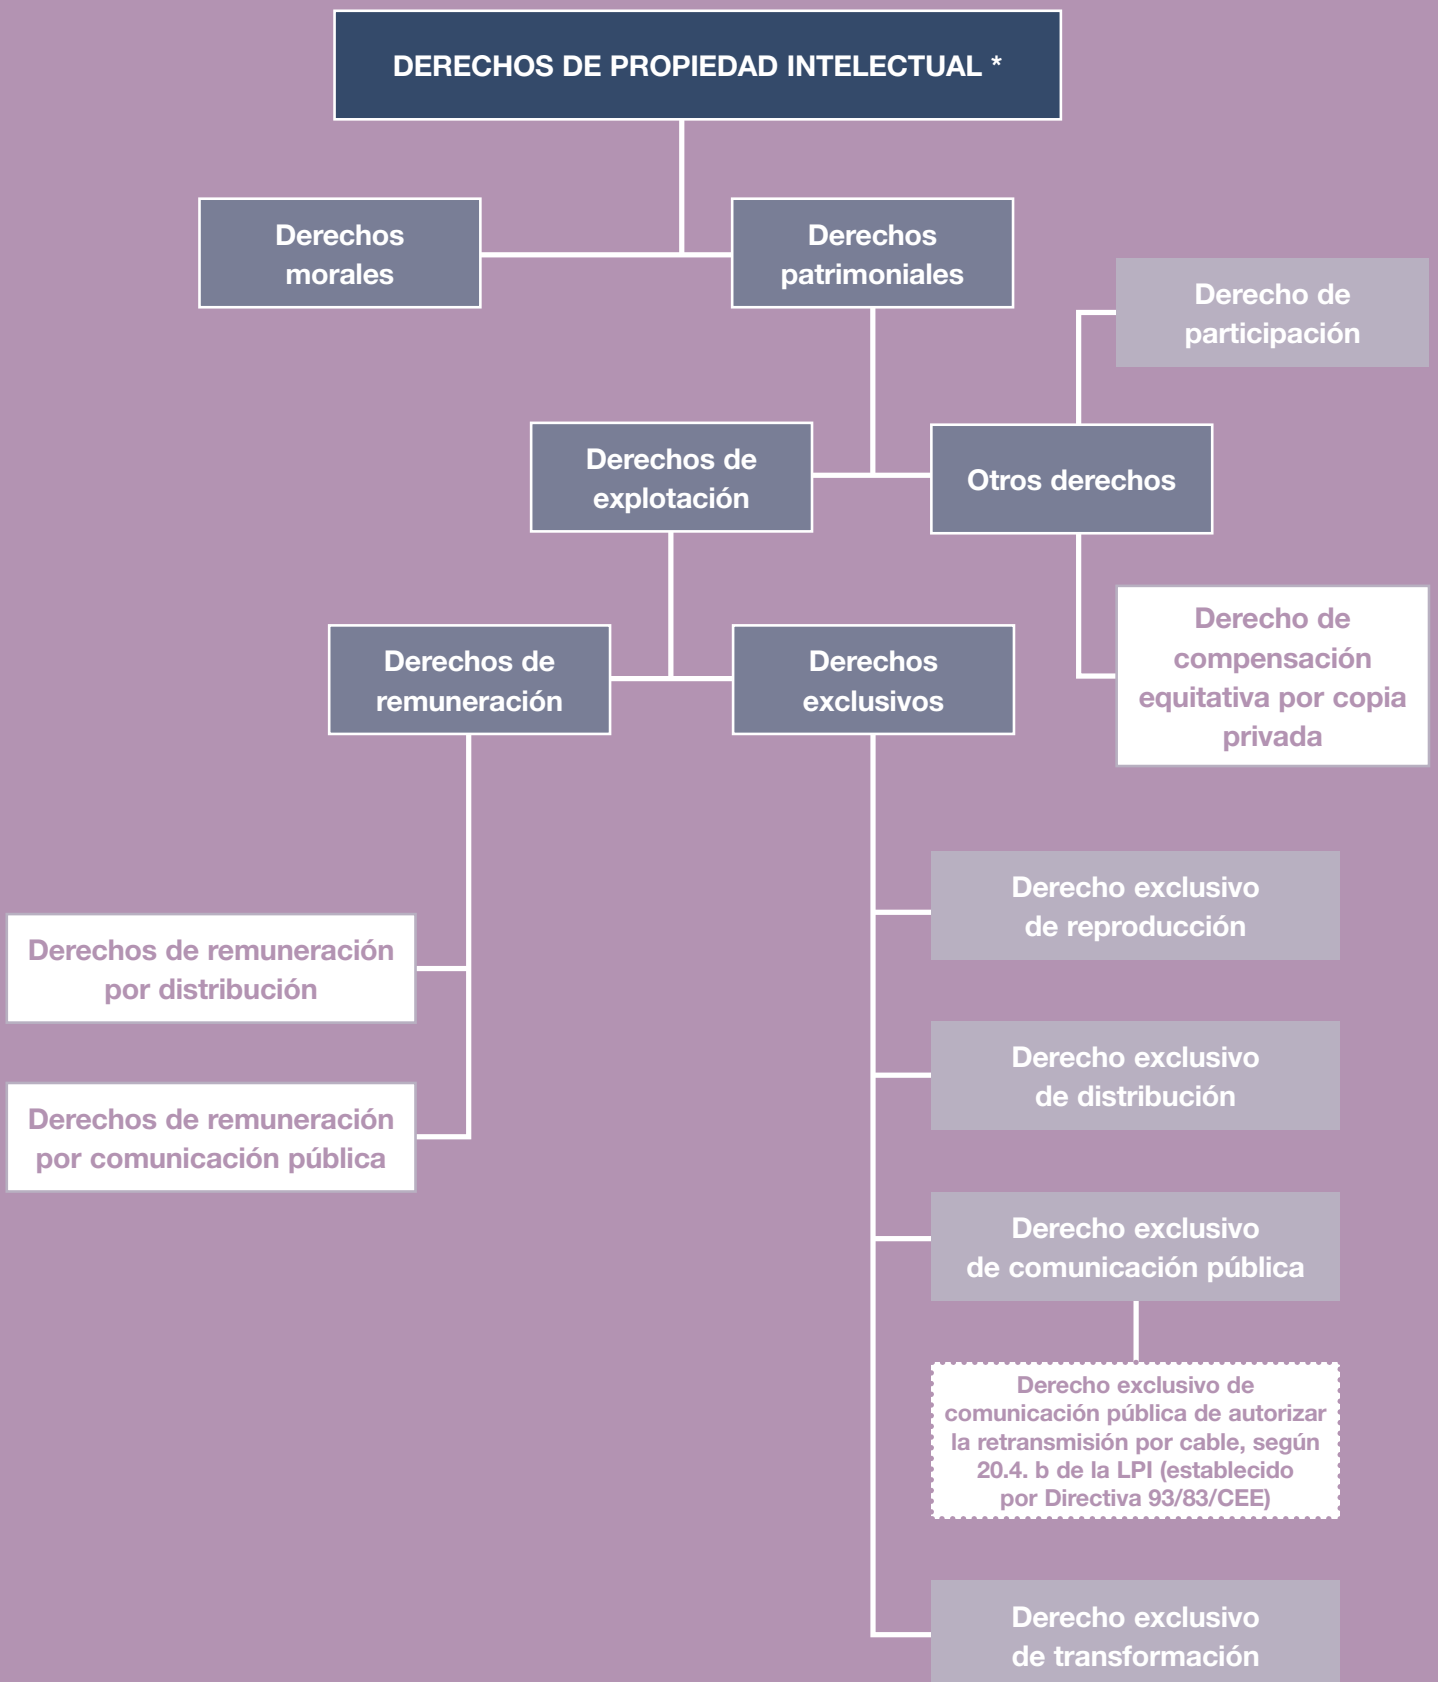 DERECHOS DE PROPIEDAD INTELECTUAL *
Derechos
morales
Derechos
patrimoniales
Derecho de
participación
Derechos de
explotación
Otros derechos
Derecho de
compensación
equitativa por copia
privada
Derechos de
remuneración
Derechos
exclusivos
Derechos de remuneración
por distribución
Derechos de remuneración
por comunicación pública
Derecho exclusivo
de reproducción
Derecho exclusivo
de distribución
Derecho exclusivo
de comunicación pública
Derecho exclusivo de
comunicación pública de autorizar
la retransmisión por cable, según
20.4. b de la LPI (establecido
por Directiva 93/83/CEE)
Derecho exclusivo
de transformación